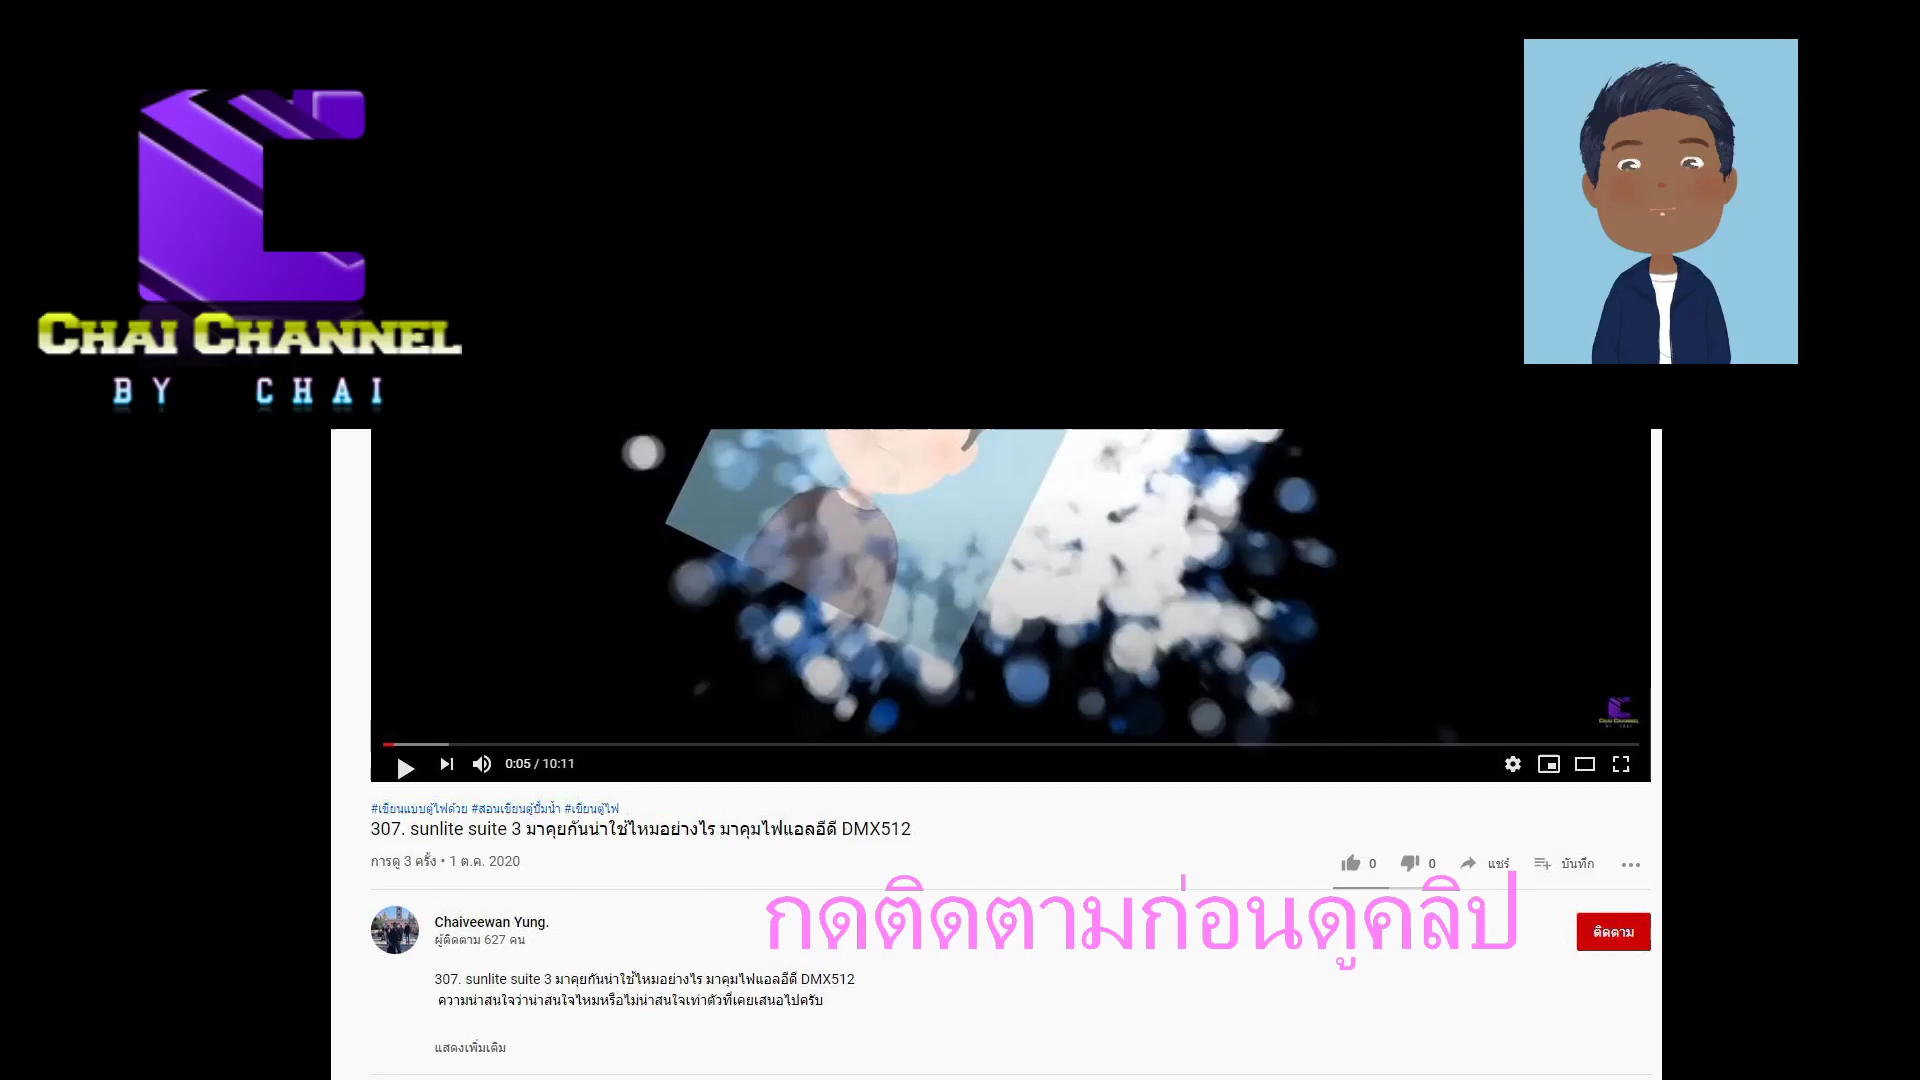 CHAI CHANNEL
BY CHAI
0:05 / 10:11
#เขียนแบบตู้ไฟด้วย #สอนเขียนตู้ปั๊มน้ำ #เขียนตู้ไฟ
307. sunlite suite 3 มาคุยกันน่าใช้ไหมอย่างไร มาคุมไฟแอลอีดี DMX512
การดู 3 ครั้ง • 1 ต.ค. 2020
0 0 แชร์ บันทึก
กดติดตามก่อนดูคลิป
Chaiveewan Yung.
ผู้ติดตาม 627 คน
ติดตาม
307. sunlite suite 3 มาคุยกันน่าใช้ไหมอย่างไร มาคุมไฟแอลอีดี DMX512
ความน่าสนใจว่าน่าสนใจไหมหรือไม่น่าสนใจเท่าตัวที่เคยเสนอไปครับ
แสดงเพิ่มเติม